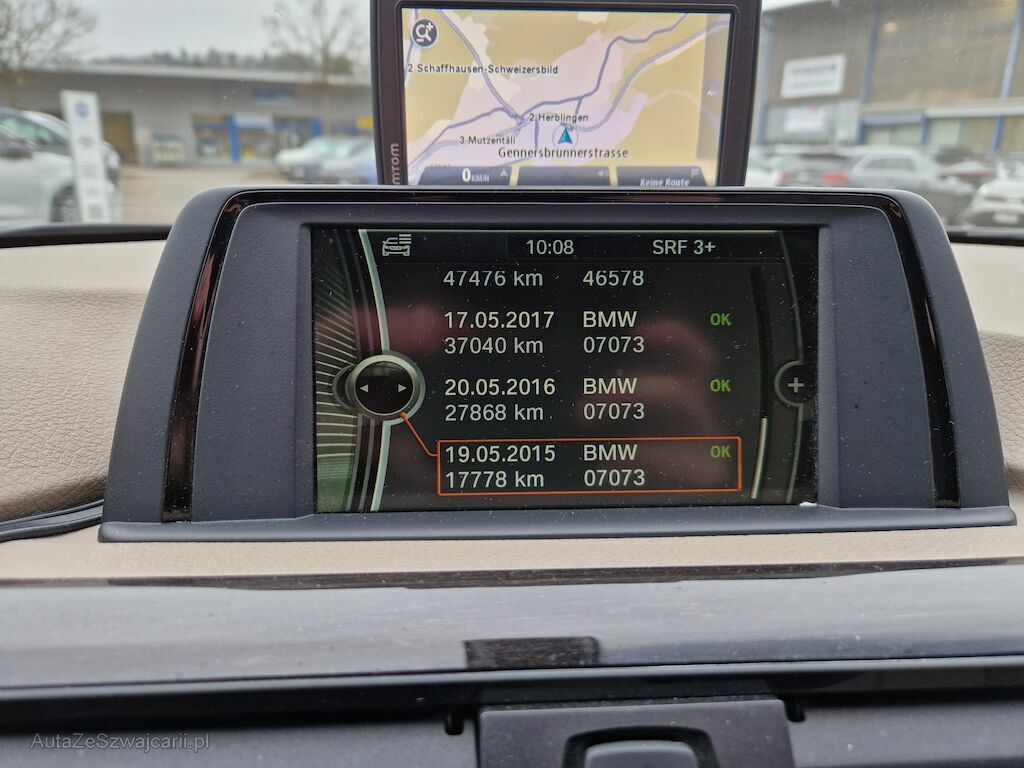 2 Schaffhausen-Schweizersbild
2 Herblingen
3 Mutzentäli
Gennersbrunnerstrasse
0 KM/H
Keine Route
10:08 SRF 3+
47476 km 46578
17.05.2017 BMW OK
37040 km 07073
20.05.2016 BMW OK
27868 km 07073
19.05.2015 BMW OK
17778 km 07073
AutaZeSzwajcarii.pl